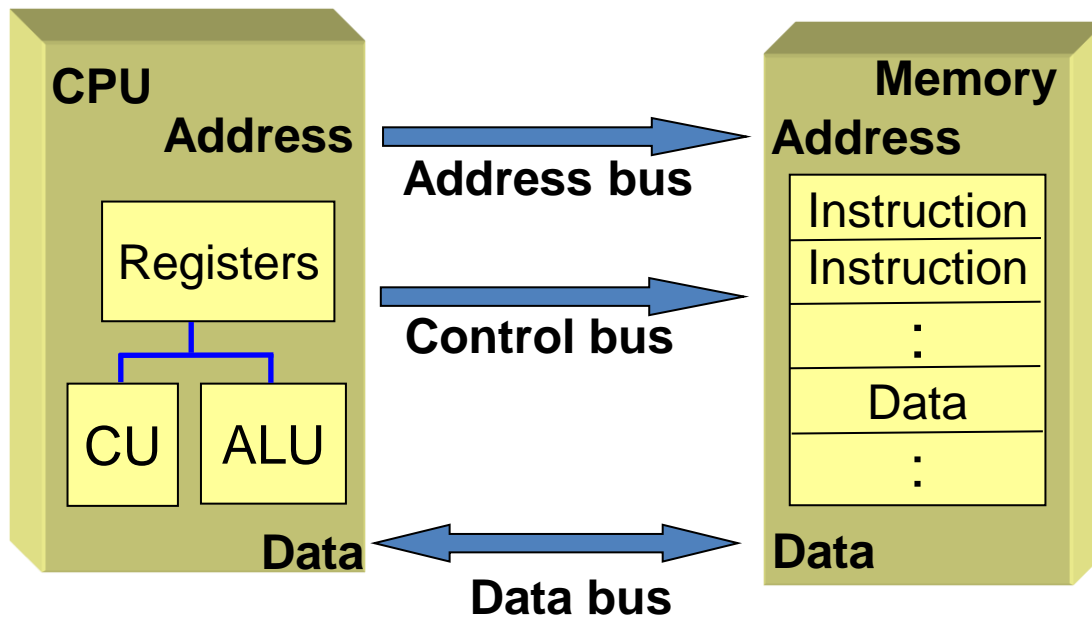 CPU
Address
Registers
CU
ALU
Data
Address bus
Control bus
Data bus
Memory
Address
Instruction
Instruction
:
Data
:
Data